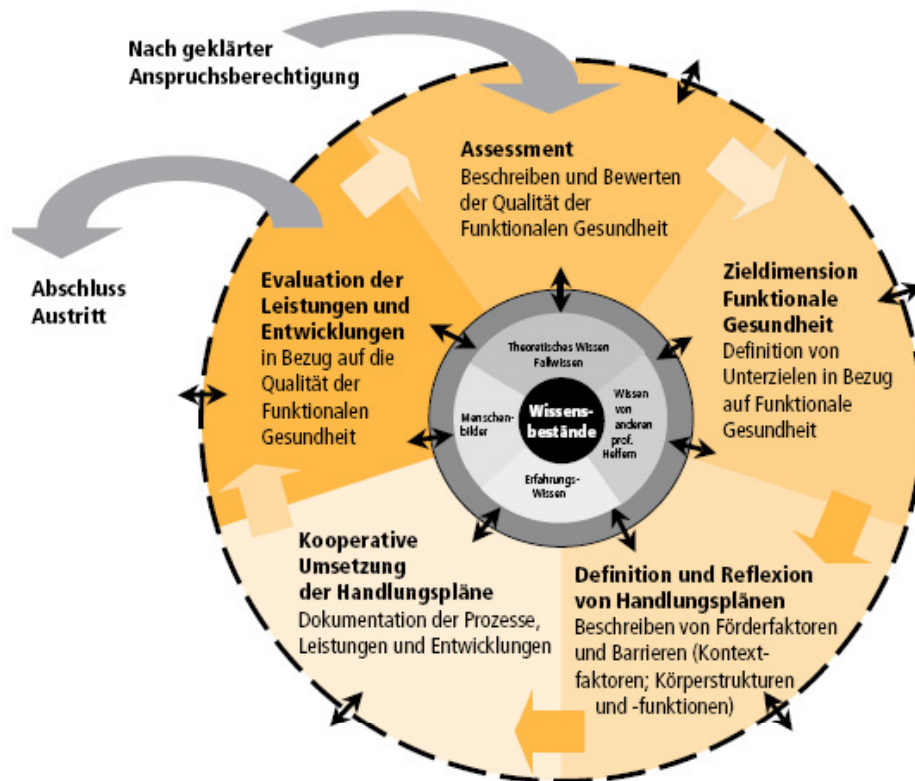 Nach geklärter
Anspruchsberechtigung
Assessment
Beschreiben und Bewerten
der Qualität der
Funktionalen Gesundheit
Zieldimension
Funktionale
Gesundheit
Definition von
Unterzielen in Bezug
auf Funktionale
Gesundheit
Definition und Reflexion
von Handlungsplänen
Beschreiben von Förderfaktoren
und Barrieren (Kontext-
faktoren; Körperstrukturen
und -funktionen)
Kooperative
Umsetzung
der Handlungspläne
Dokumentation der Prozesse,
Leistungen und Entwicklungen
Evaluation der
Leistungen und
Entwicklungen
in Bezug auf die
Qualität der
Funktionalen
Gesundheit
Abschluss
Austritt
Theoretisches Wissen
Fallwissen
Wissen
von
anderen
prof.
Helfern
Erfahrungs-
Wissen
Menschen-
bilder
Wissens-
bestände